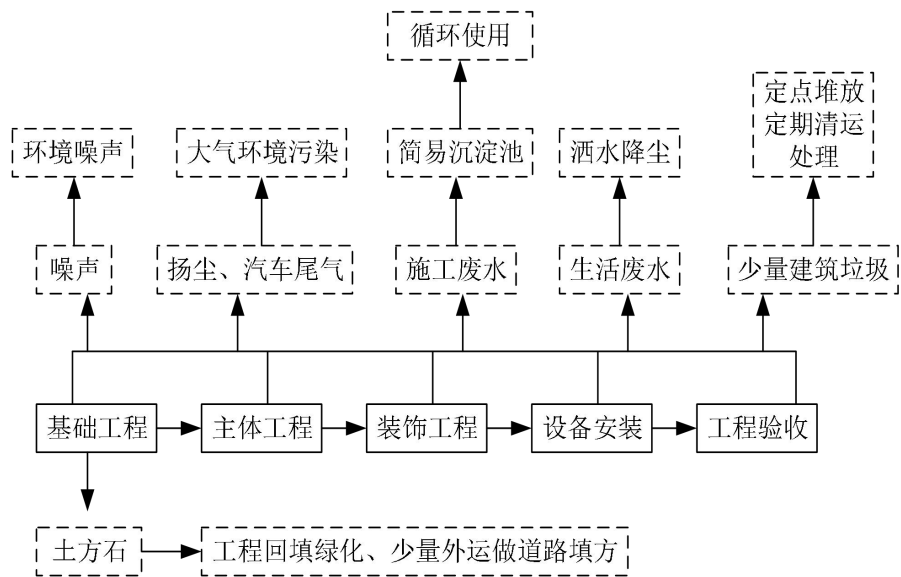 循环使用
定点堆放
定期清运
处理
环境噪声
大气环境污染
简易沉淀池
洒水降尘
噪声
扬尘、汽车尾气
施工废水
生活废水
少量建筑垃圾
基础工程
主体工程
装饰工程
设备安装
工程验收
土方石
工程回填绿化、少量外运做道路填方